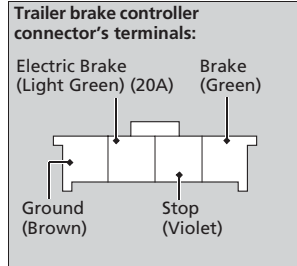 Trailer brake controller
connector's terminals:
Electric Brake
(Light Green) (20A)
Brake
(Green)
Ground
(Brown)
Stop
(Violet)